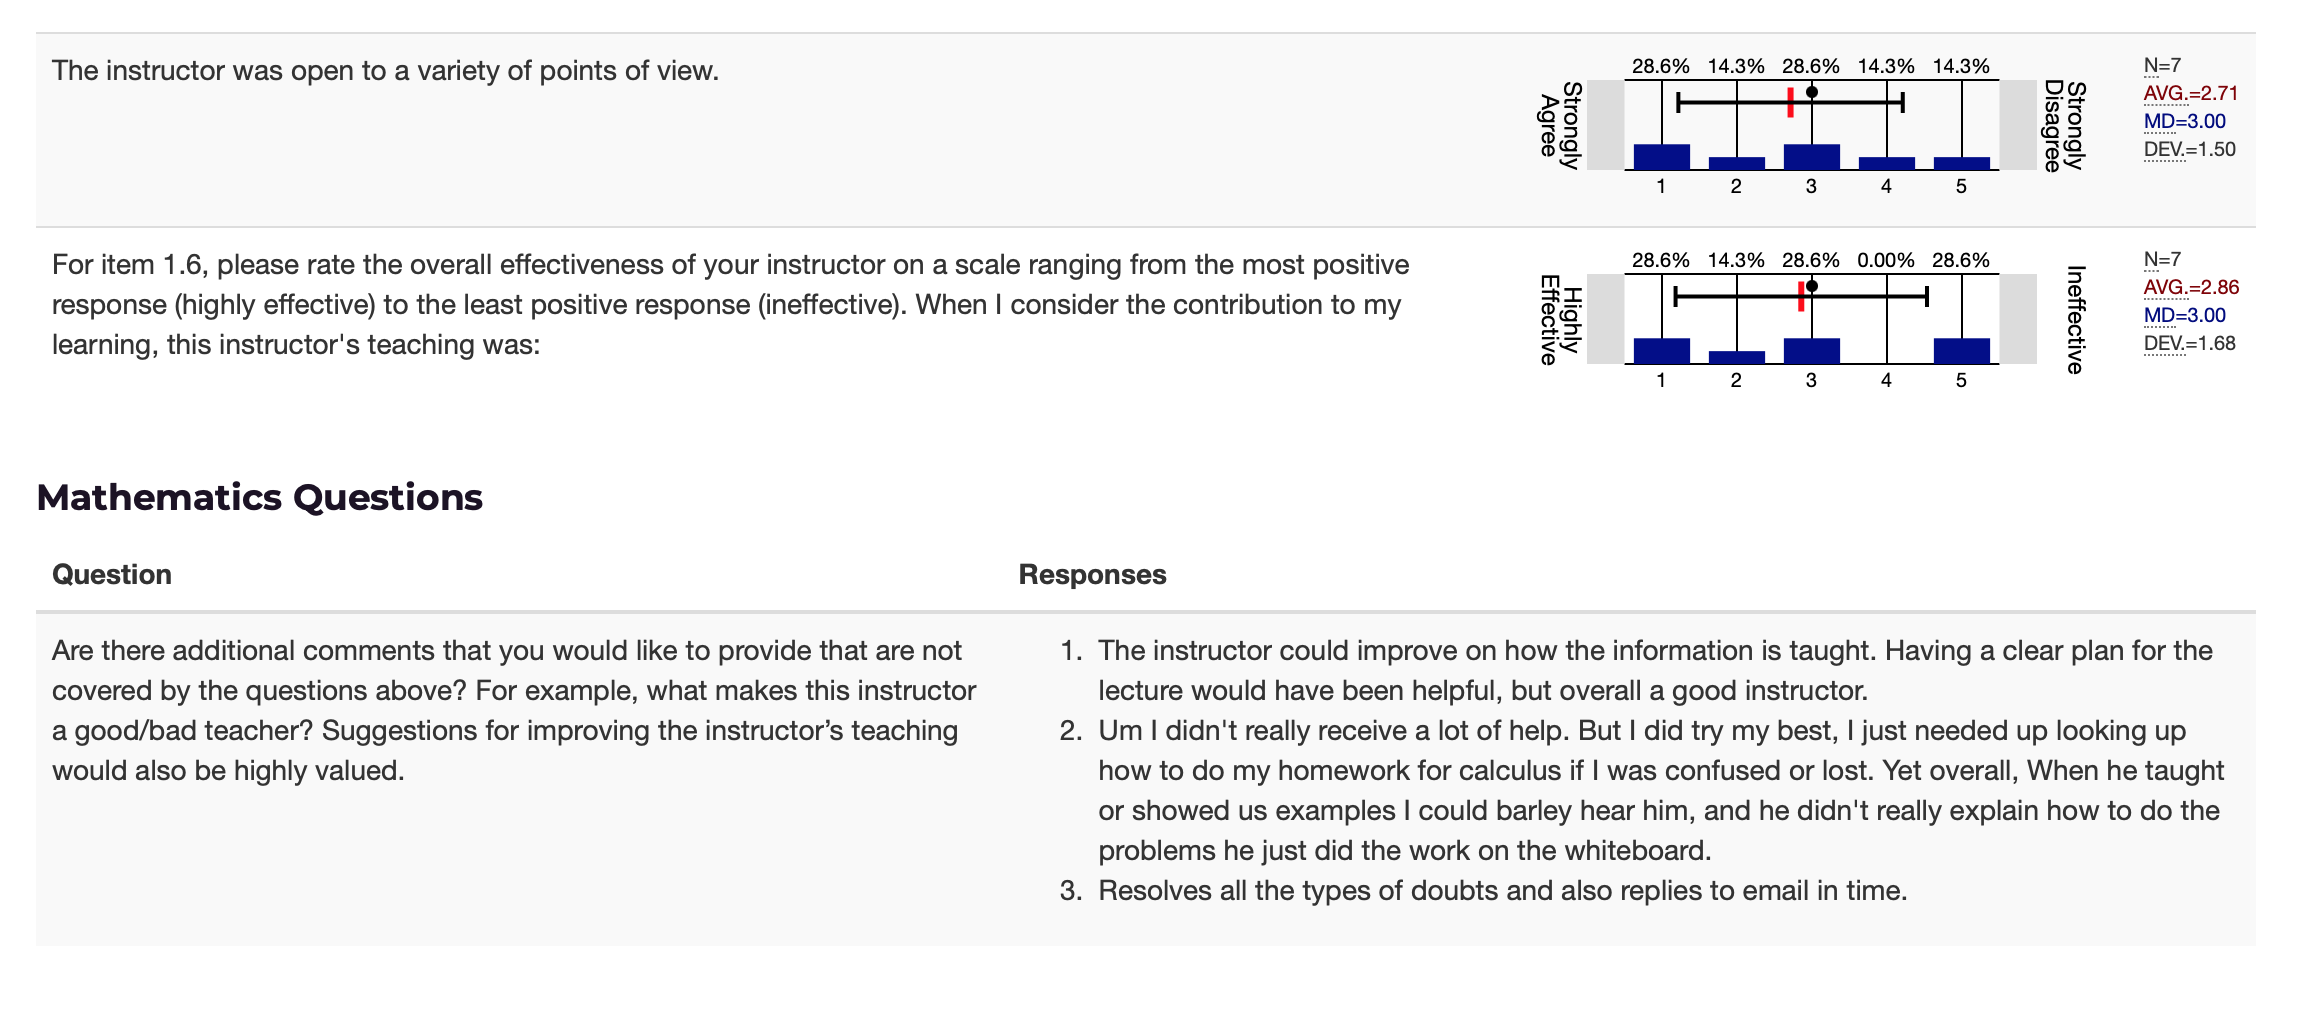 The instructor was open to a variety of points of view.
Strongly
Agree
28.6% 14.3% 28.6% 14.3% 14.3%
1 2 3 4 5
Strongly
Disagree
N=7
AVG.=2.71
MD=3.00
DEV.=1.50
For item 1.6, please rate the overall effectiveness of your instructor on a scale ranging from the most positive
response (highly effective) to the least positive response (ineffective). When I consider the contribution to my
learning, this instructor's teaching was:
Highly
Effective
28.6% 14.3% 28.6% 0.00% 28.6%
1 2 3 4 5
Ineffective
N=7
AVG.=2.86
MD=3.00
DEV.=1.68
Mathematics Questions
Question
Responses
Are there additional comments that you would like to provide that are not
covered by the questions above? For example, what makes this instructor
a good/bad teacher? Suggestions for improving the instructor’s teaching
would also be highly valued.
1. The instructor could improve on how the information is taught. Having a clear plan for the
lecture would have been helpful, but overall a good instructor.
2. Um I didn't really receive a lot of help. But I did try my best, I just needed up looking up
how to do my homework for calculus if I was confused or lost. Yet overall, When he taught
or showed us examples I could barley hear him, and he didn't really explain how to do the
problems he just did the work on the whiteboard.
3. Resolves all the types of doubts and also replies to email in time.